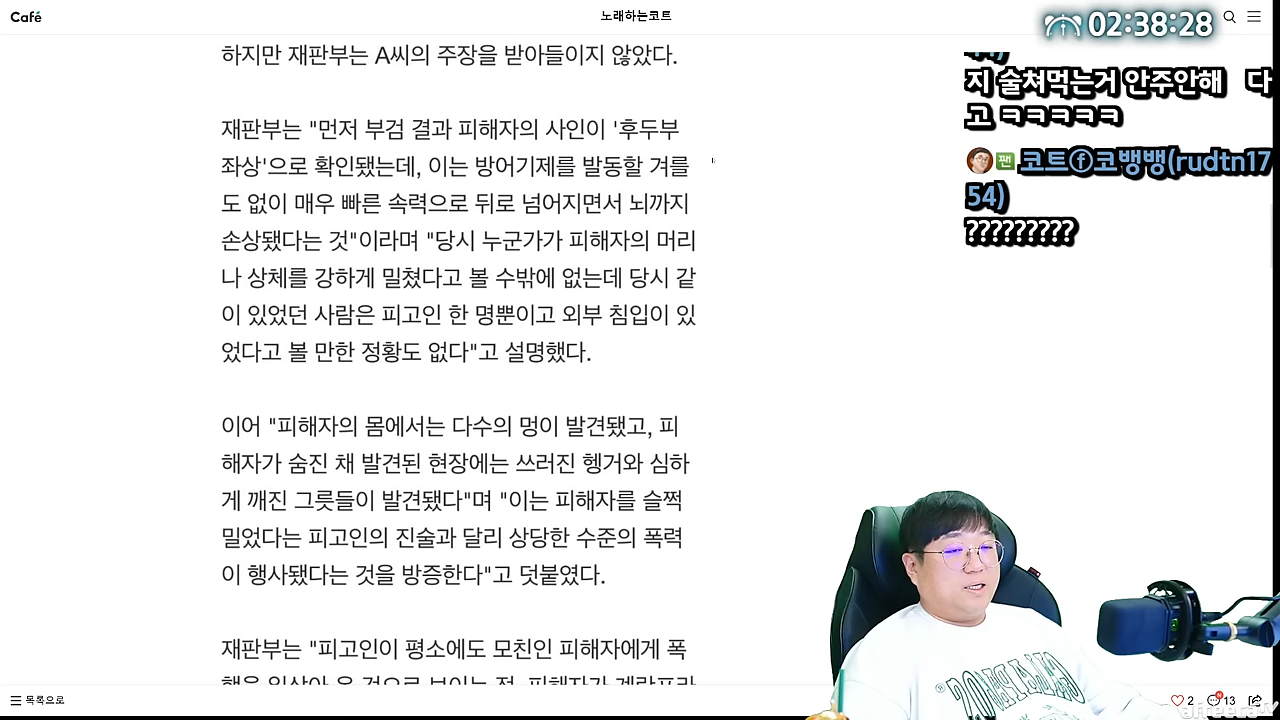 Café
노래하는코트
02:38:28
하지만 재판부는 A씨의 주장을 받아들이지 않았다.
재판부는 "먼저 부검 결과 피해자의 사인이 '후두부
좌상'으로 확인됐는데, 이는 방어기제를 발동할 겨를
도 없이 매우 빠른 속력으로 뒤로 넘어지면서 뇌까지
손상됐다는 것"이라며 "당시 누군가가 피해자의 머리
나 상체를 강하게 밀쳤다고 볼 수밖에 없는데 당시 같
이 있었던 사람은 피고인 한 명뿐이고 외부 침입이 있
었다고 볼 만한 정황도 없다"고 설명했다.
이어 "피해자의 몸에서는 다수의 멍이 발견됐고, 피
해자가 숨진 채 발견된 현장에는 쓰러진 헹거와 심하
게 깨진 그릇들이 발견됐다"며 "이는 피해자를 슬쩍
밀었다는 피고인의 진술과 달리 상당한 수준의 폭력
이 행사됐다는 것을 방증한다"고 덧붙였다.
재판부는 "피고인이 평소에도 모친인 피해자에게 폭
지 술쳐먹는거 안주안해 다
고 ㅋㅋㅋㅋㅋ
팬 코트ⓕ코뱅뱅(rudtn17
54)
?????????
목록으로
2
13